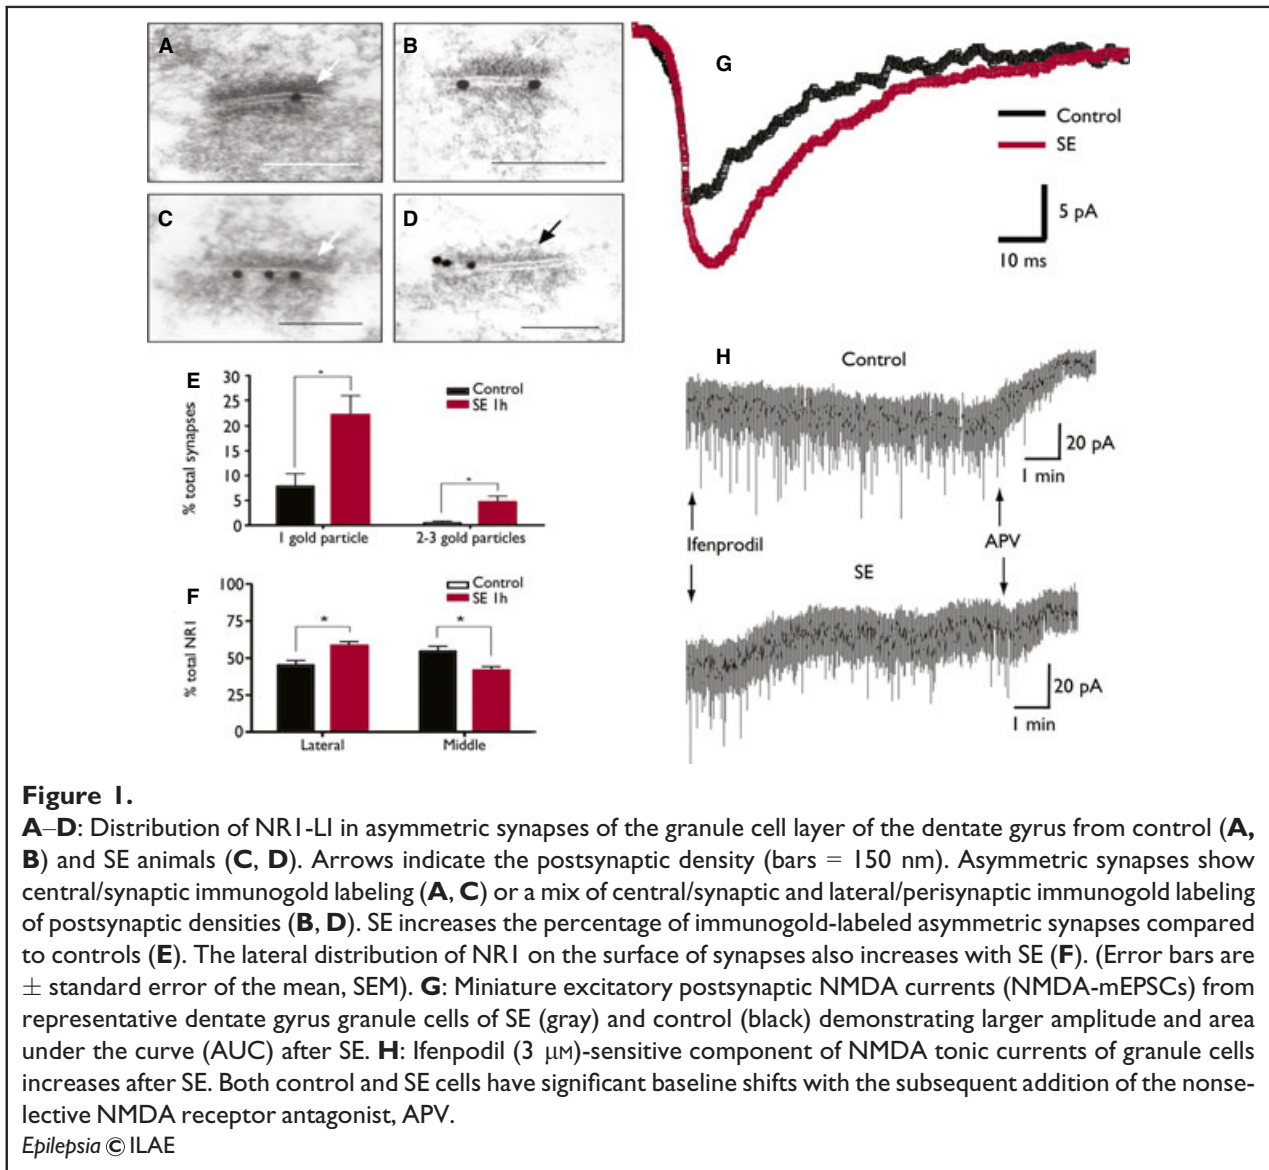 A
B
G
Control
SE
5 pA
10 ms
C
D
E
30
25
20
15
10
5
0
% total synapses
*
*
Control
SE 1h
1 gold particle
2-3 gold particles
F
100
75
50
25
0
% total NR1
*
*
Control
SE 1h
Lateral
Middle
H
Control
20 pA
1 min
Ifenprodil
APV
SE
20 pA
1 min
Figure 1.
A–D: Distribution of NR1-LI in asymmetric synapses of the granule cell layer of the dentate gyrus from control (A,
B) and SE animals (C, D). Arrows indicate the postsynaptic density (bars = 150 nm). Asymmetric synapses show
central/synaptic immunogold labeling (A, C) or a mix of central/synaptic and lateral/perisynaptic immunogold labeling
of postsynaptic densities (B, D). SE increases the percentage of immunogold-labeled asymmetric synapses compared
to controls (E). The lateral distribution of NR1 on the surface of synapses also increases with SE (F). (Error bars are
± standard error of the mean, SEM). G: Miniature excitatory postsynaptic NMDA currents (NMDA-mEPSCs) from
representative dentate gyrus granule cells of SE (gray) and control (black) demonstrating larger amplitude and area
under the curve (AUC) after SE. H: Ifenpodil (3 μM)-sensitive component of NMDA tonic currents of granule cells
increases after SE. Both control and SE cells have significant baseline shifts with the subsequent addition of the nonse-
lective NMDA receptor antagonist, APV.
Epilepsia © ILAE